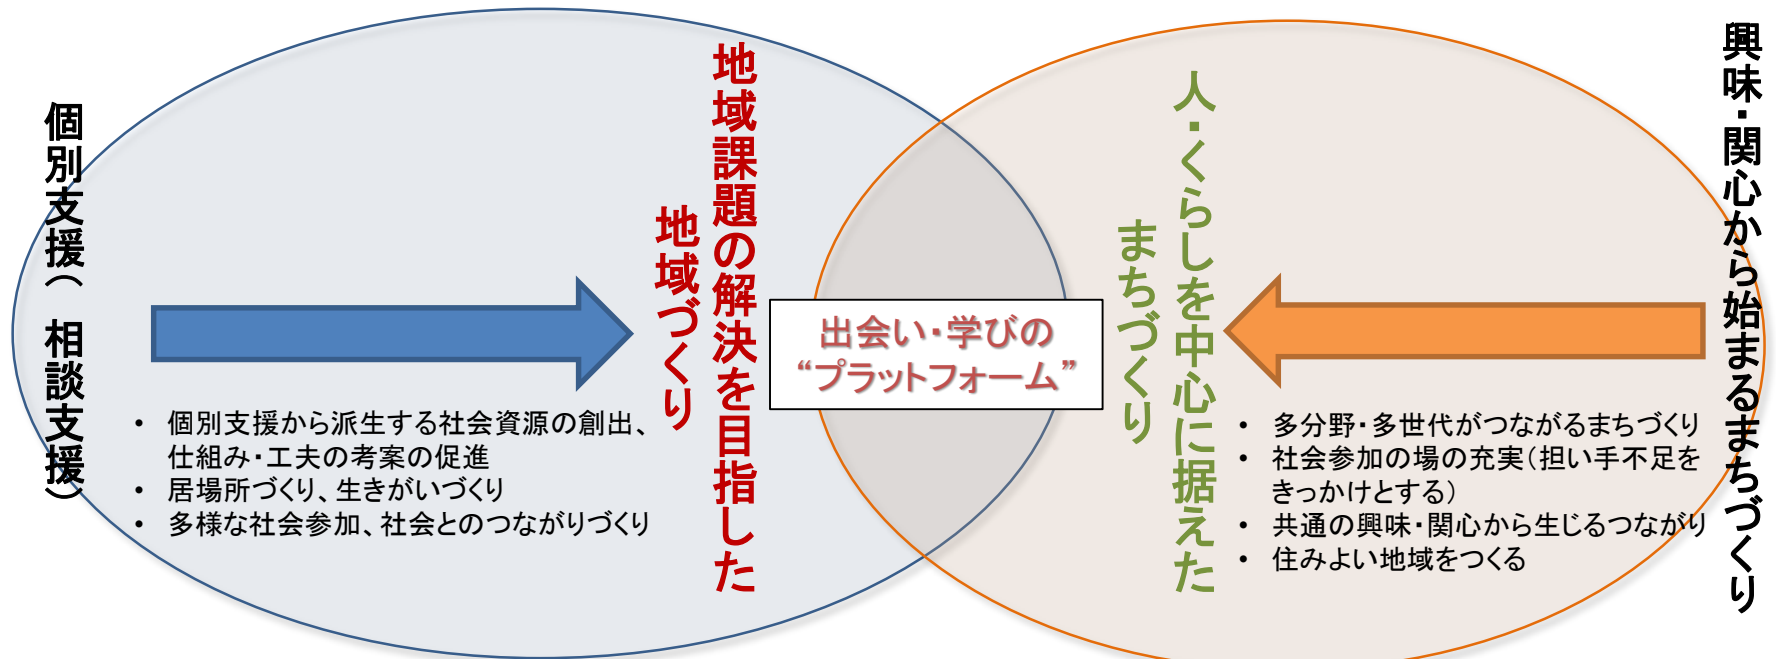 個別支援(　相談支援)
地域課題の解決を目指した
地域づくり
• 個別支援から派生する社会資源の創出、
仕組み・工夫の考案の促進
• 居場所づくり、生きがいづくり
• 多様な社会参加、社会とのつながりづくり
出会い・学びの
“プラットフォーム”
人・くらしを中心に据えた
まちづくり
• 多分野・多世代がつながるまちづくり
• 社会参加の場の充実(担い手不足を
きっかけとする)
• 共通の興味・関心から生じるつながり
• 住みよい地域をつくる
興味・関心から始まるまちづくり